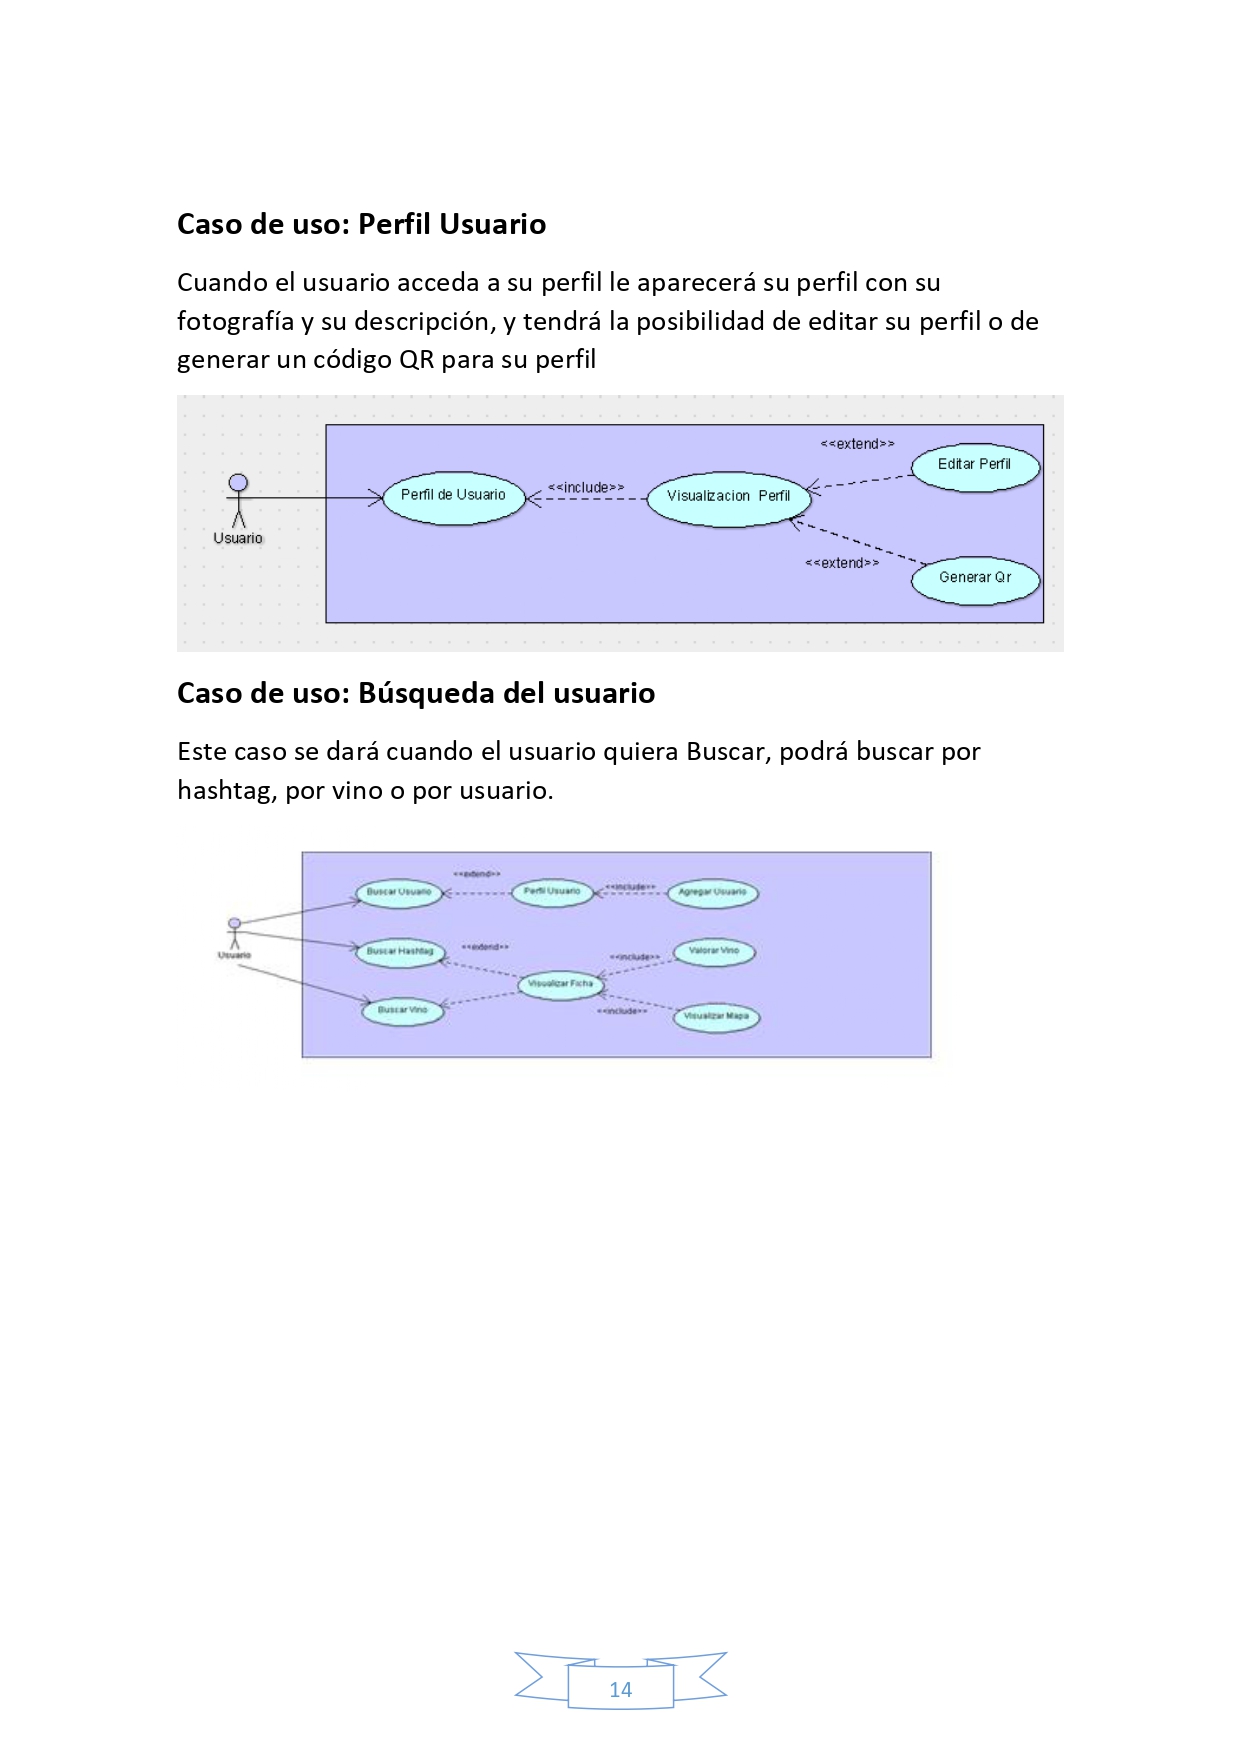 Caso de uso: Perfil Usuario
Cuando el usuario acceda a su perfil le aparecerá su perfil con su
fotografía y su descripción, y tendrá la posibilidad de editar su perfil o de
generar un código QR para su perfil
<<extend>>
Editar Perfil
Perfil de Usuario
<<include>>
Visualizacion Perfil
Usuario
<<extend>>
Generar Qr
Caso de uso: Búsqueda del usuario
Este caso se dará cuando el usuario quiera Buscar, podrá buscar por
hashtag, por vino o por usuario.
<<extend>>
Buscar Usuario
Perfil Usuario
<<include>>
Agregar Usuario
Usuario
Buscar Hashtag
<<extend>>
<<include>>
Valorar Vino
Visualizar Ficha
Buscar Vino
<<include>>
Visualizar Mapa
14